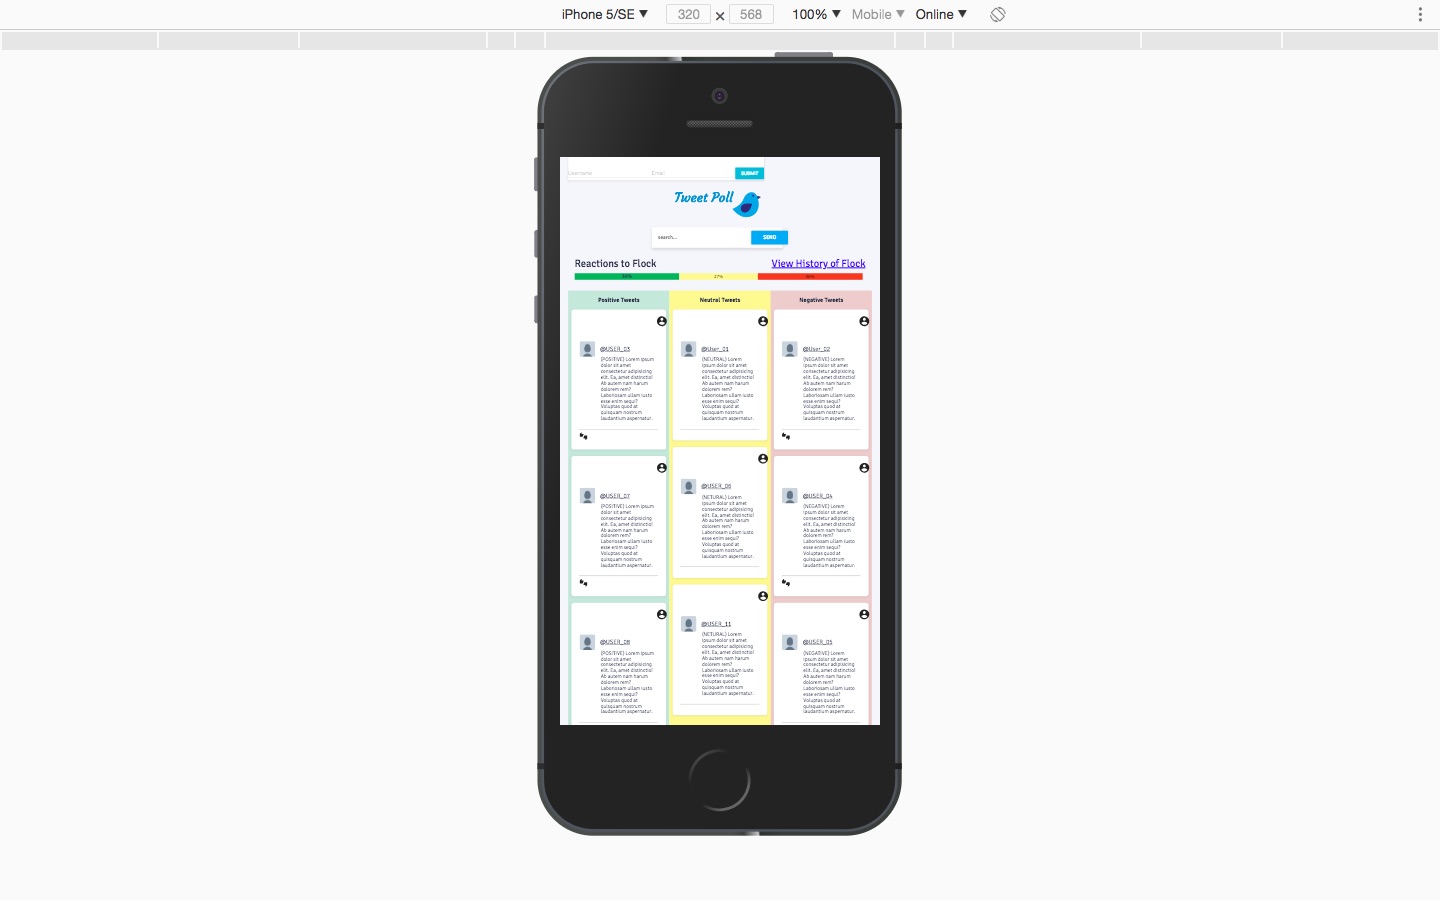 iPhone 5/SE ▼ 320 × 568 100% ▼ Mobile ▼ Online ▼
Username Email SUBMIT
Tweet Poll
search... SEND
Reactions to Flock View History of Flock
27%
Positive Tweets Neutral Tweets Negative Tweets
@USER_03
(POSITIVE) Lorem ipsum
dolor sit amet
consectetur adipisicing
elit. Ea, amet distinctio!
Ab autem nam harum
dolorem rem?
Laboriosam ullam iusto
esse enim sequi?
Voluptas quod at
quisquam nostrum
laudantium aspernatur.
@USER_07
(POSITIVE) Lorem ipsum
dolor sit amet
consectetur adipisicing
elit. Ea, amet distinctio!
Ab autem nam harum
dolorem rem?
Laboriosam ullam iusto
esse enim sequi?
Voluptas quod at
quisquam nostrum
laudantium aspernatur.
@USER_08
(POSITIVE) Lorem ipsum
dolor sit amet
consectetur adipisicing
elit. Ea, amet distinctio!
Ab autem nam harum
dolorem rem?
Laboriosam ullam iusto
esse enim sequi?
Voluptas quod at
quisquam nostrum
laudantium aspernatur.
@User_01
(NEUTRAL) Lorem
ipsum dolor sit amet
consectetur adipisicing
elit. Ea, amet distinctio!
Ab autem nam harum
dolorem rem?
Laboriosam ullam iusto
esse enim sequi?
Voluptas quod at
quisquam nostrum
laudantium aspernatur.
@USER_06
(NETURAL) Lorem
ipsum dolor sit amet
consectetur adipisicing
elit. Ea, amet distinctio!
Ab autem nam harum
dolorem rem?
Laboriosam ullam iusto
esse enim sequi?
Voluptas quod at
quisquam nostrum
laudantium aspernatur.
@USER_11
(NETURAL) Lorem
ipsum dolor sit amet
consectetur adipisicing
elit. Ea, amet distinctio!
Ab autem nam harum
dolorem rem?
Laboriosam ullam iusto
esse enim sequi?
Voluptas quod at
quisquam nostrum
laudantium aspernatur.
@User_02
(NEGATIVE) Lorem
ipsum dolor sit amet
consectetur adipisicing
elit. Ea, amet distinctio!
Ab autem nam harum
dolorem rem?
Laboriosam ullam iusto
esse enim sequi?
Voluptas quod at
quisquam nostrum
laudantium aspernatur.
@USER_04
(NEGATIVE) Lorem
ipsum dolor sit amet
consectetur adipisicing
elit. Ea, amet distinctio!
Ab autem nam harum
dolorem rem?
Laboriosam ullam iusto
esse enim sequi?
Voluptas quod at
quisquam nostrum
laudantium aspernatur.
@USER_05
(NEGATIVE) Lorem
ipsum dolor sit amet
consectetur adipisicing
elit. Ea, amet distinctio!
Ab autem nam harum
dolorem rem?
Laboriosam ullam iusto
esse enim sequi?
Voluptas quod at
quisquam nostrum
laudantium aspernatur.